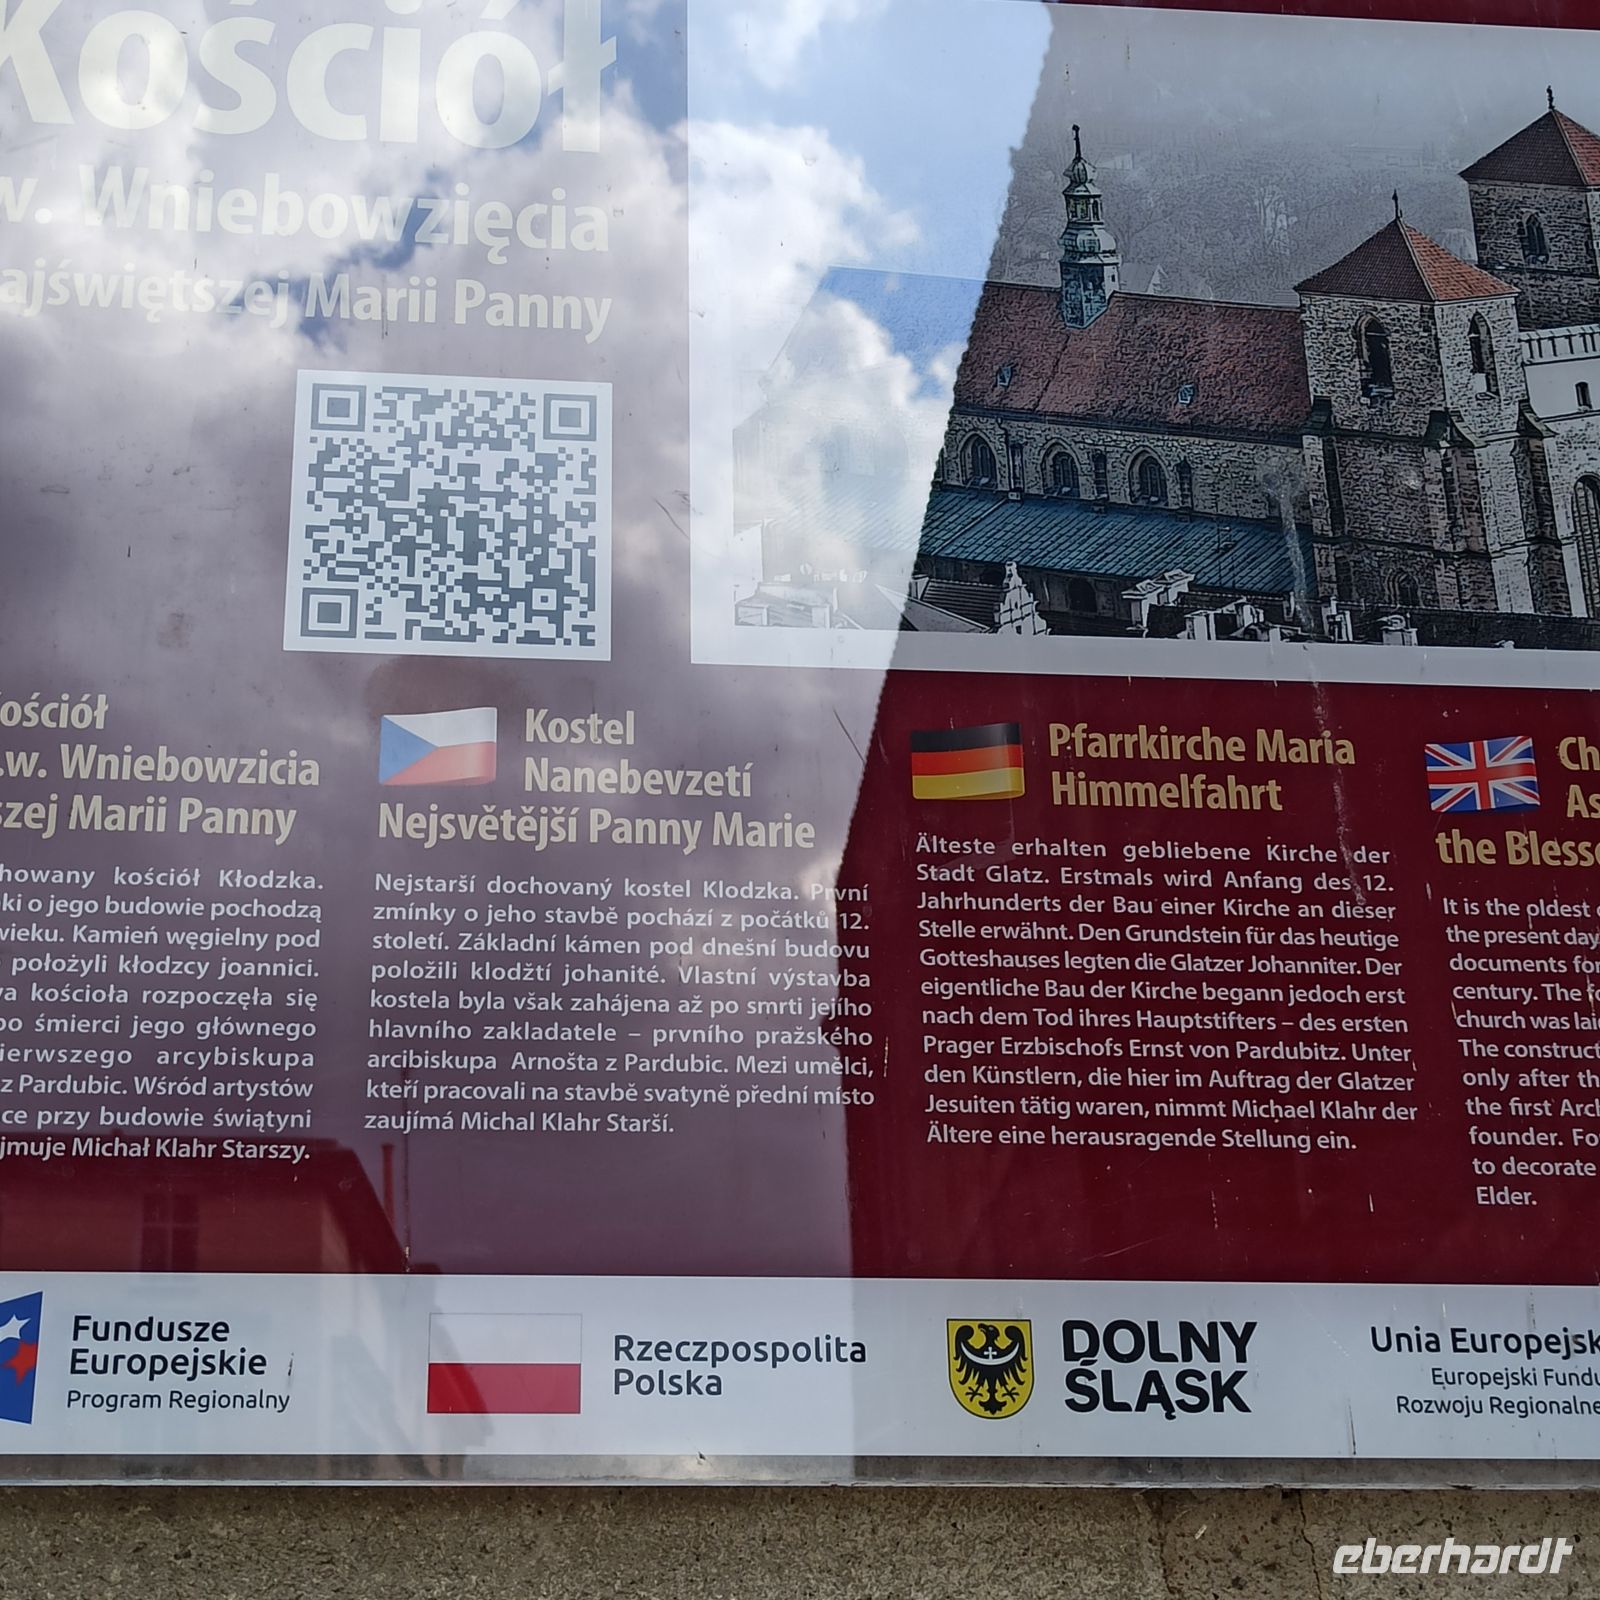 Kościół
w. Wniebowzięcia
ajświętszej Marii Panny
ościół
.w. Wniebowzicia
szej Marii Panny
howany kościół Kłodzka.
ki o jego budowie pochodzą
wieku. Kamień węgielny pod
położyli kłodzcy joannici.
va kościoła rozpoczęła się
po śmierci jego głównego
ierwszego arcybiskupa
z Pardubic. Wśród artystów
ce przy budowie świątyni
jmuje Michał Klahr Starszy.
Kostel
Nanebevzetí
Nejsvětější Panny Marie
Nejstarší dochovaný kostel Klodzka. První
zmínky o jeho stavbě pochází z počátků 12.
století. Základní kámen pod dnešní budovu
položili klodžtí johanité. Vlastní výstavba
kostela byla však zahájena až po smrti jejího
hlavního zakladatele – prvního pražského
arcibiskupa Arnošta z Pardubic. Mezi umělci,
kteří pracovali na stavbě svatyně přední místo
zaujímá Michal Klahr Starší.
Pfarrkirche Maria
Himmelfahrt
Älteste erhalten gebliebene Kirche der
Stadt Glatz. Erstmals wird Anfang des 12.
Jahrhunderts der Bau einer Kirche an dieser
Stelle erwähnt. Den Grundstein für das heutige
Gotteshauses legten die Glatzer Johanniter. Der
eigentliche Bau der Kirche begann jedoch erst
nach dem Tod ihres Hauptstifters – des ersten
Prager Erzbischofs Ernst von Pardubitz. Unter
den Künstlern, die hier im Auftrag der Glatzer
Jesuiten tätig waren, nimmt Michael Klahr der
Ältere eine herausragende Stellung ein.
Ch
As
the Blesse
It is the oldest
the present day
documents for
century. The fo
church was laid
The construct
only after th
the first Arc
founder. Fo
to decorate
Elder.
Fundusze
Europejskie
Program Regionalny
Rzeczpospolita
Polska
DOLNY
ŚLĄSK
Unia Europejsk
Europejski Fundu
Rozwoju Regionalne
eberhardt